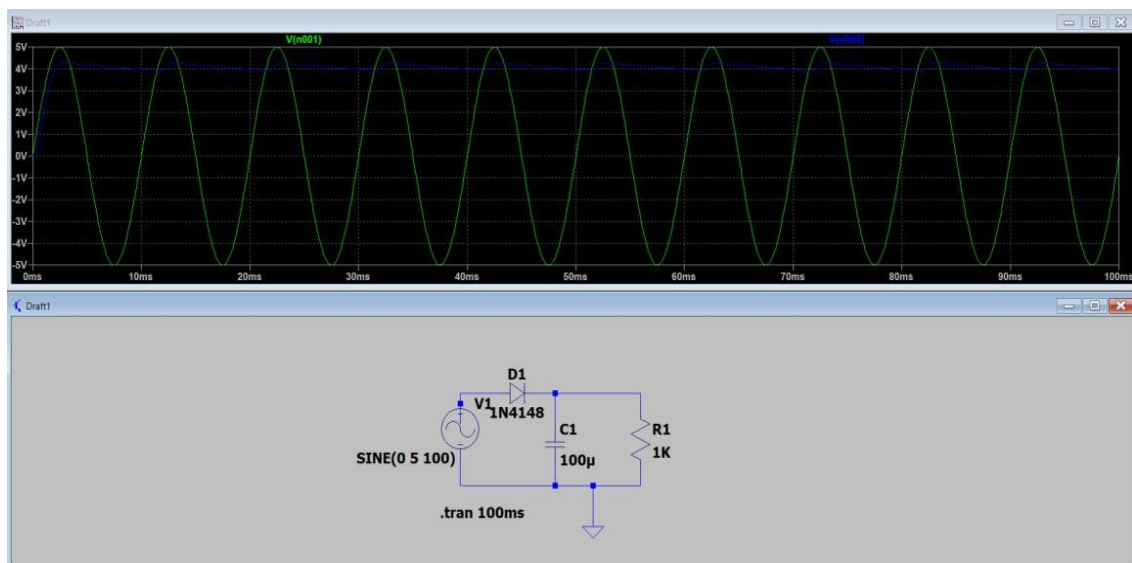 Draft1
V(n001) V(n002)
5V
4V
3V
2V
1V
0V
-1V
-2V
-3V
-4V
-5V
0ms 10ms 20ms 30ms 40ms 50ms 60ms 70ms 80ms 90ms 100ms
Draft1
D1
V1
1N4148
C1
R1
100µ
1K
SINE(0 5 100)
.tran 100ms